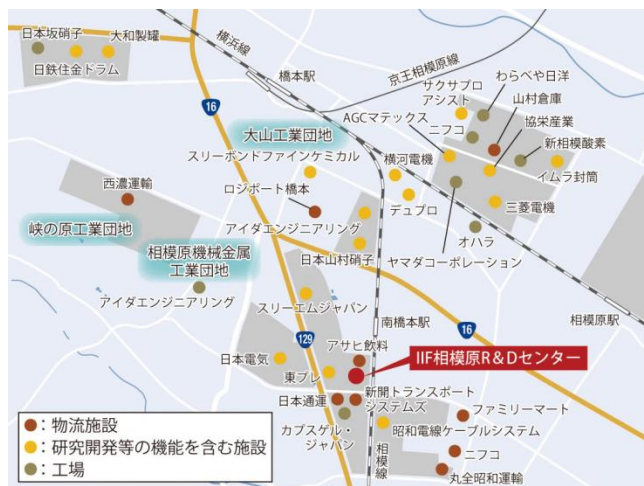 日本坂硝子
大和製罐
日鉄住金ドラム
横浜線
橋本駅
京王相模原線
サクサプロ
アシスト
わらべや日洋
山村倉庫
AGCマテックス
ニフコ
協栄産業
新相模酸素
イムラ封筒
16
大山工業団地
スリーボンドファインケミカル
横河電機
西濃運輸
ロジポート橋本
デュプロ
三菱電機
アイダエンジニアリング
オハラ
峡の原工業団地
相模原機械金属
工業団地
日本山村硝子
ヤマダコーポレーション
アイダエンジニアリング
スリーエムジャパン
南橋本駅
16
相模原駅
129
アサヒ飲料
IIF相模原R&Dセンター
日本電気
東プレ
日本通運
新開トランスポート
システムズ
ファミリーマート
カプスゲル・
ジャパン
昭和電線ケーブルシステム
相模線
ニフコ
丸全昭和運輸
：物流施設
：研究開発等の機能を含む施設
：工場